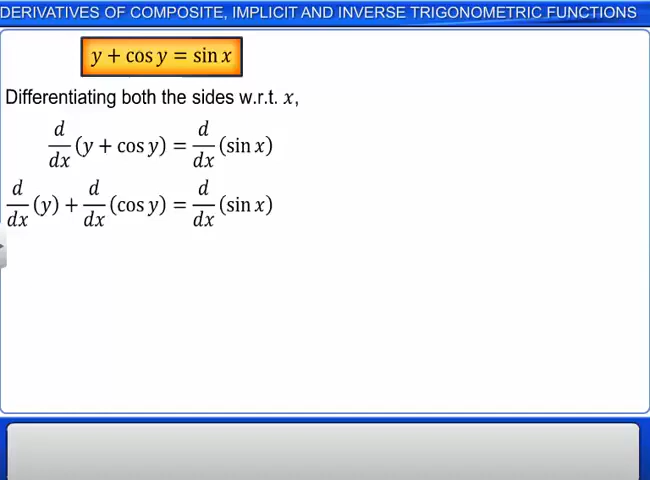 DERIVATIVES OF COMPOSITE, IMPLICIT AND INVERSE TRIGONOMETRIC FUNCTIONS
y + cos y = sin x
Differentiating both the sides w.r.t. x,
d/dx (y + cos y) = d/dx (sin x)
d/dx (y) + d/dx (cos y) = d/dx (sin x)